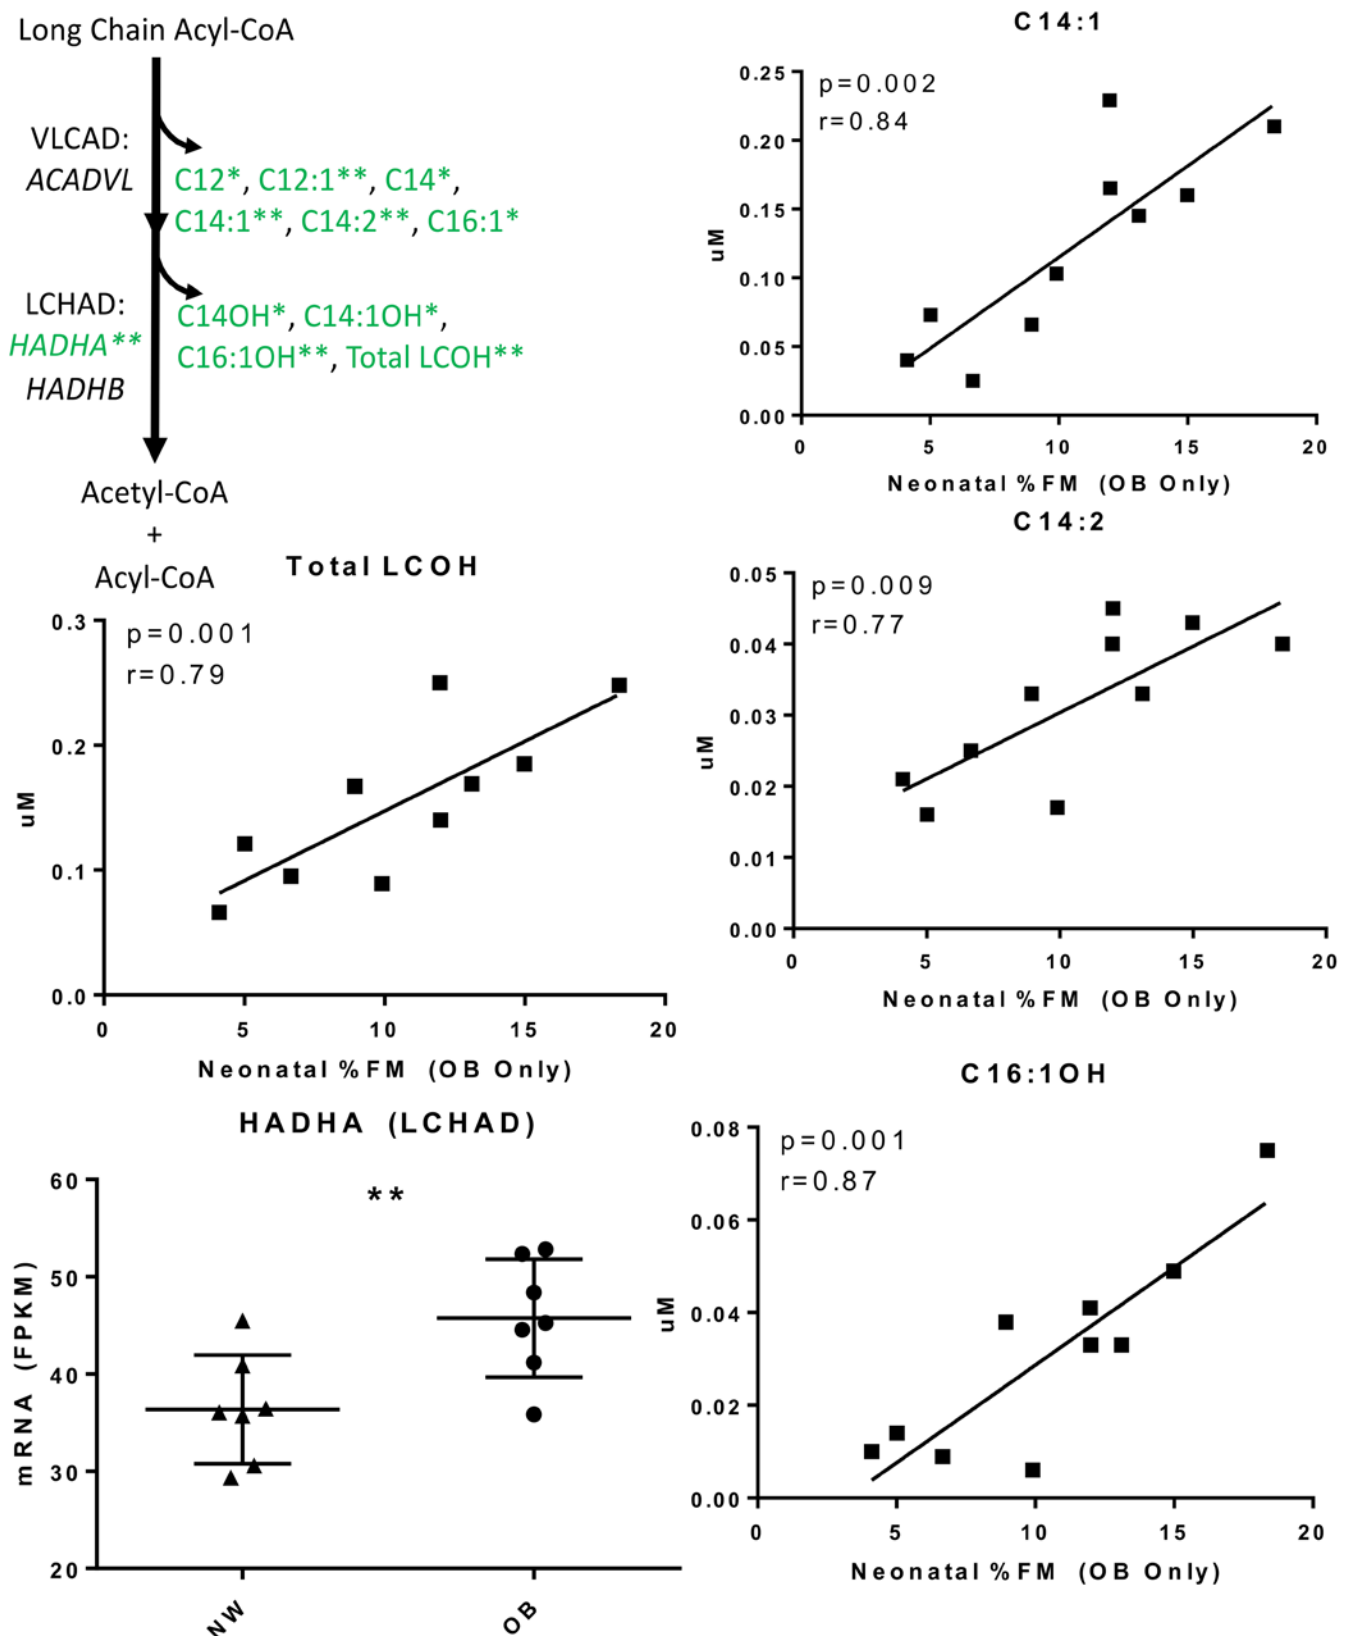 Long Chain Acyl-CoA
VLCAD:
ACADVL
C12*, C12:1**, C14*,
C14:1**, C14:2**, C16:1*
LCHAD:
HADHA**
HADHB
C14OH*, C14:1OH*,
C16:1OH**, Total LCOH**
Acetyl-CoA
+
Acyl-CoA
C14:1
p=0.002
r=0.84
0.25
0.20
0.15
0.10
0.05
0.00
uM
0 5 10 15 20
Neonatal %FM (OB Only)
Total LCOH
p=0.001
r=0.79
0.3
0.2
0.1
0.0
uM
0 5 10 15 20
Neonatal %FM (OB Only)
C14:2
p=0.009
r=0.77
0.05
0.04
0.03
0.02
0.01
0.00
uM
0 5 10 15 20
Neonatal %FM (OB Only)
HADHA (LCHAD)
**
60
50
40
30
20
mRNA (FPKM)
NW OB
C16:1OH
p=0.001
r=0.87
0.08
0.06
0.04
0.02
0.00
uM
0 5 10 15 20
Neonatal %FM (OB Only)